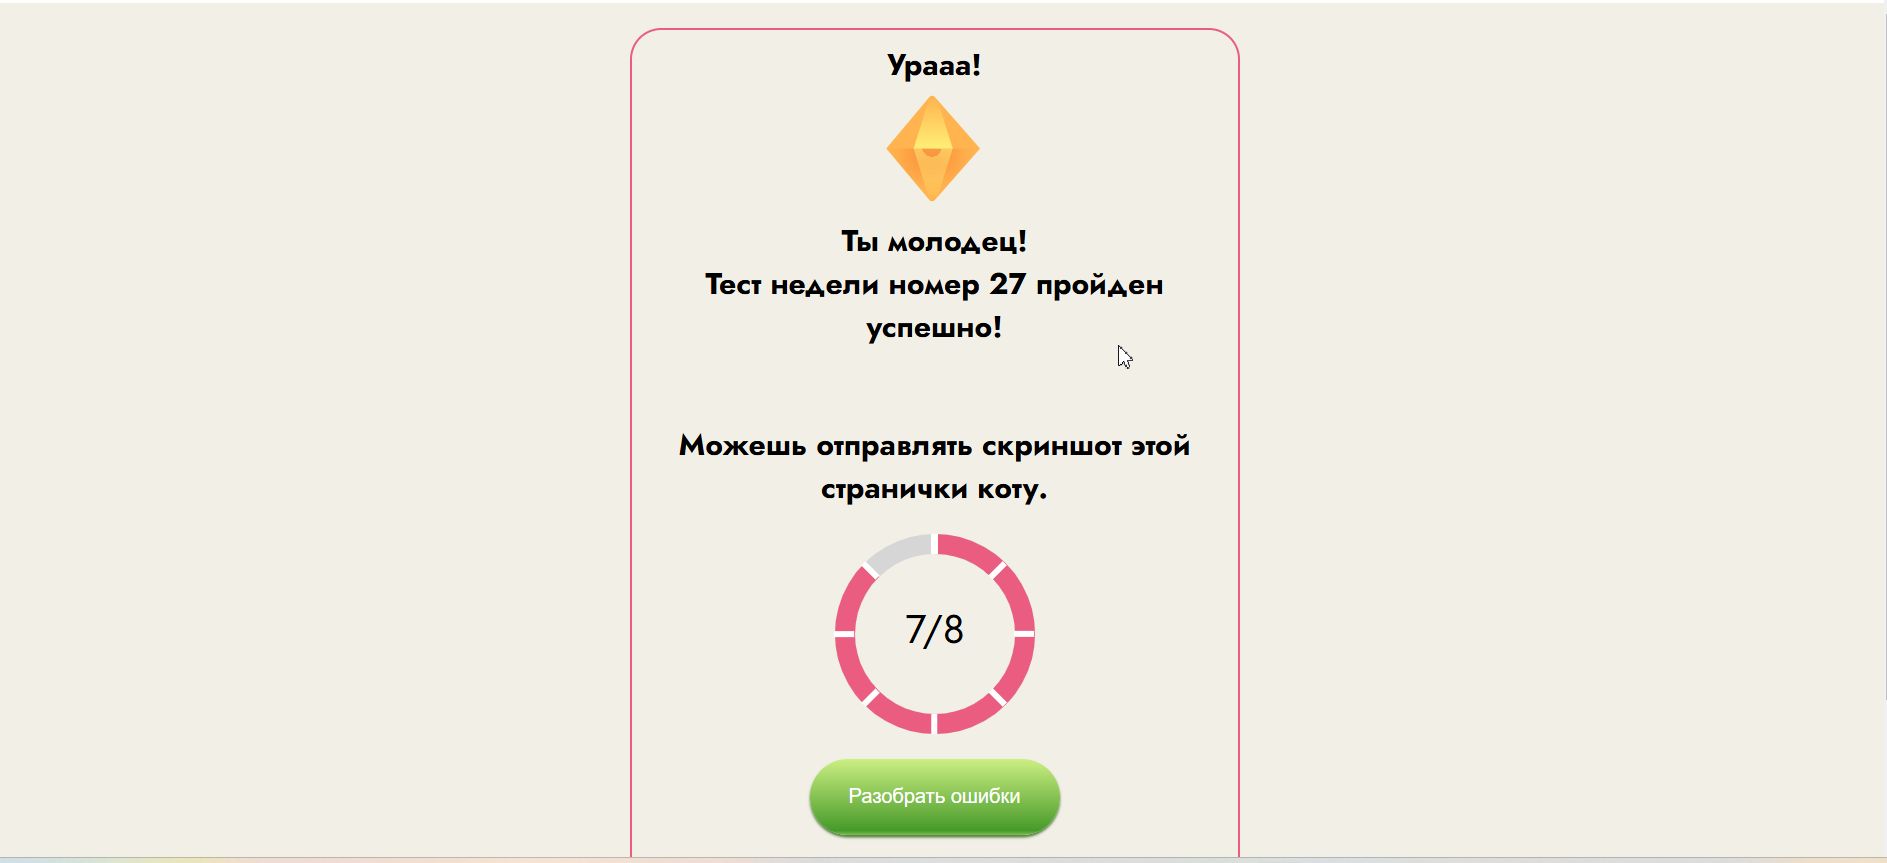 Урааа!
Ты молодец!
Тест недели номер 27 пройден
успешно!
Можешь отправлять скриншот этой
странички коту.
7/8
Разобрать ошибки